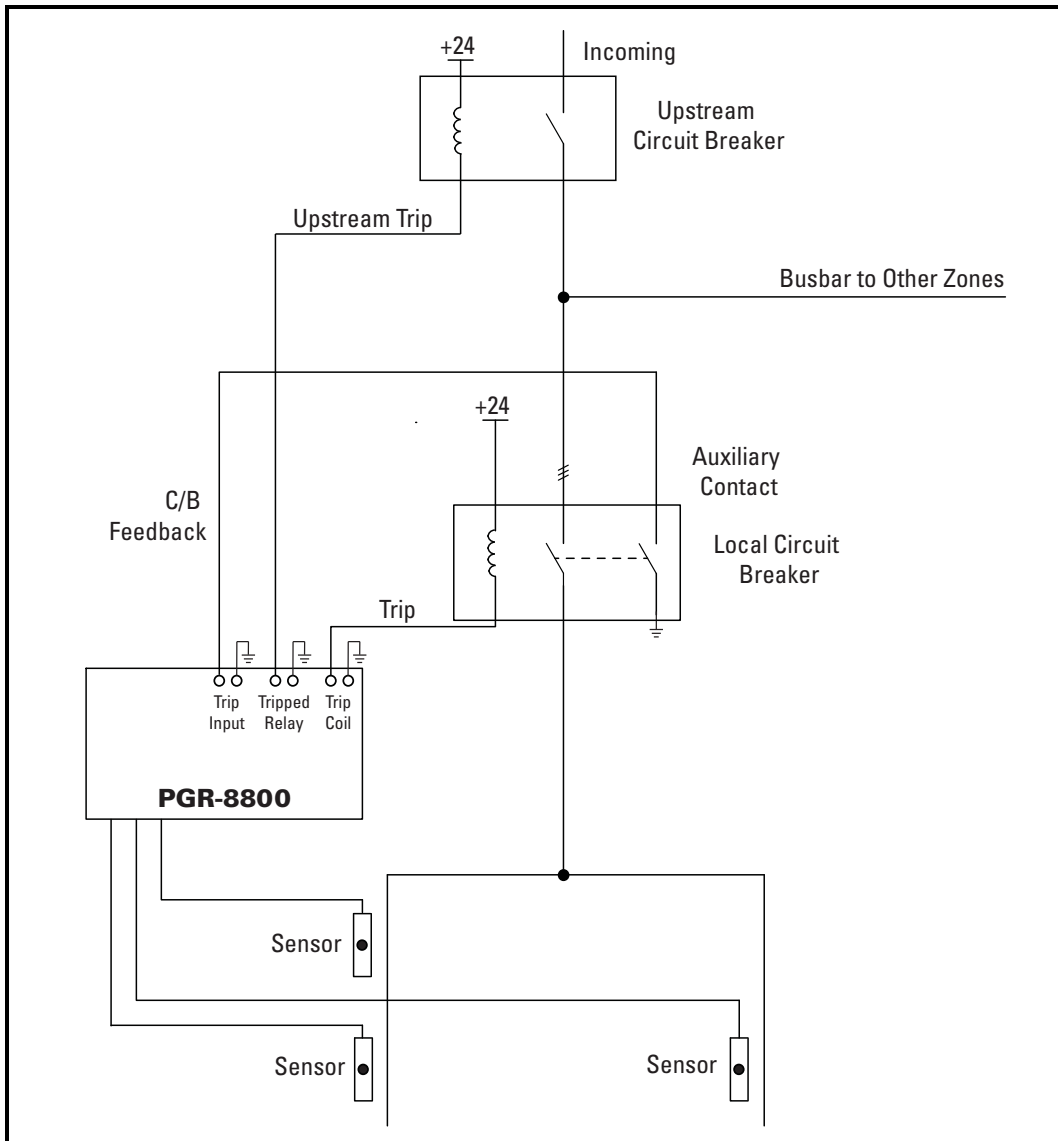 +24
Incoming
Upstream
Circuit Breaker
Upstream Trip
Busbar to Other Zones
+24
Auxiliary
Contact
C/B
Feedback
Local Circuit
Breaker
Trip
Trip
Input
Tripped
Relay
Trip
Coil
PGR-8800
Sensor
Sensor
Sensor